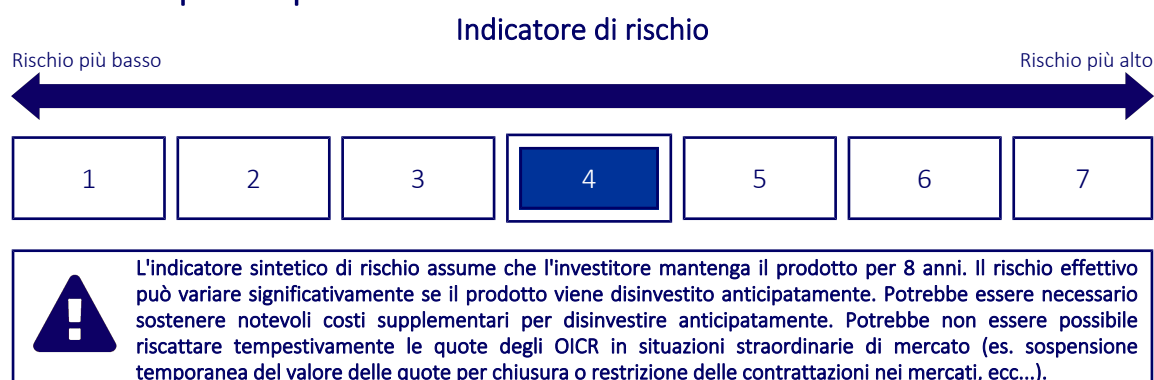 Indicatore di rischio
Rischio più basso Rischio più alto
1 2 3 4 5 6 7
L'indicatore sintetico di rischio assume che l'investitore mantenga il prodotto per 8 anni. Il rischio effettivo
può variare significativamente se il prodotto viene disinvestito anticipatamente. Potrebbe essere necessario
sostenere notevoli costi supplementari per disinvestire anticipatamente. Potrebbe non essere possibile
riscattare tempestivamente le quote degli OICR in situazioni straordinarie di mercato (es. sospensione
temporanea del valore delle quote per chiusura o restrizione delle contrattazioni nei mercati, ecc...).